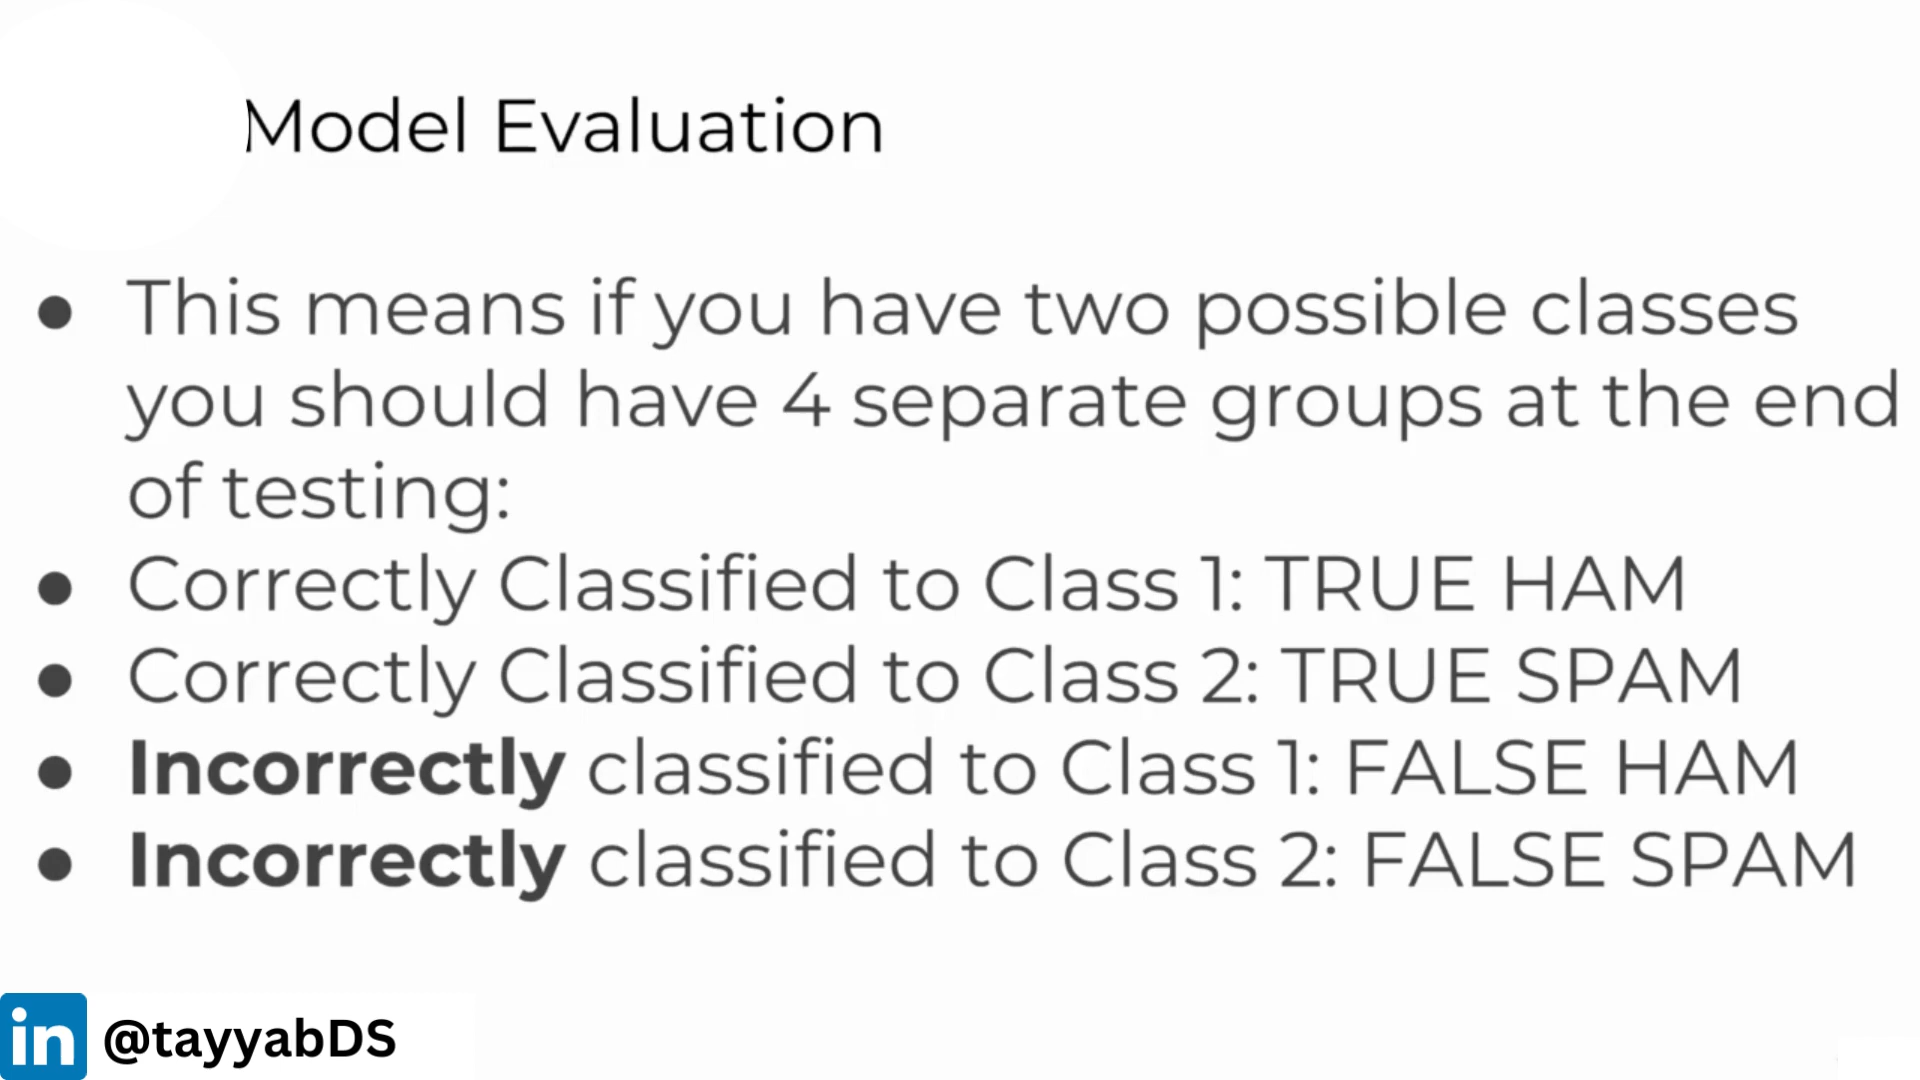 Model Evaluation
● This means if you have two possible classes
you should have 4 separate groups at the end
of testing:
● Correctly Classified to Class 1: TRUE HAM
● Correctly Classified to Class 2: TRUE SPAM
● Incorrectly classified to Class 1: FALSE HAM
● Incorrectly classified to Class 2: FALSE SPAM
in @tayyabDS